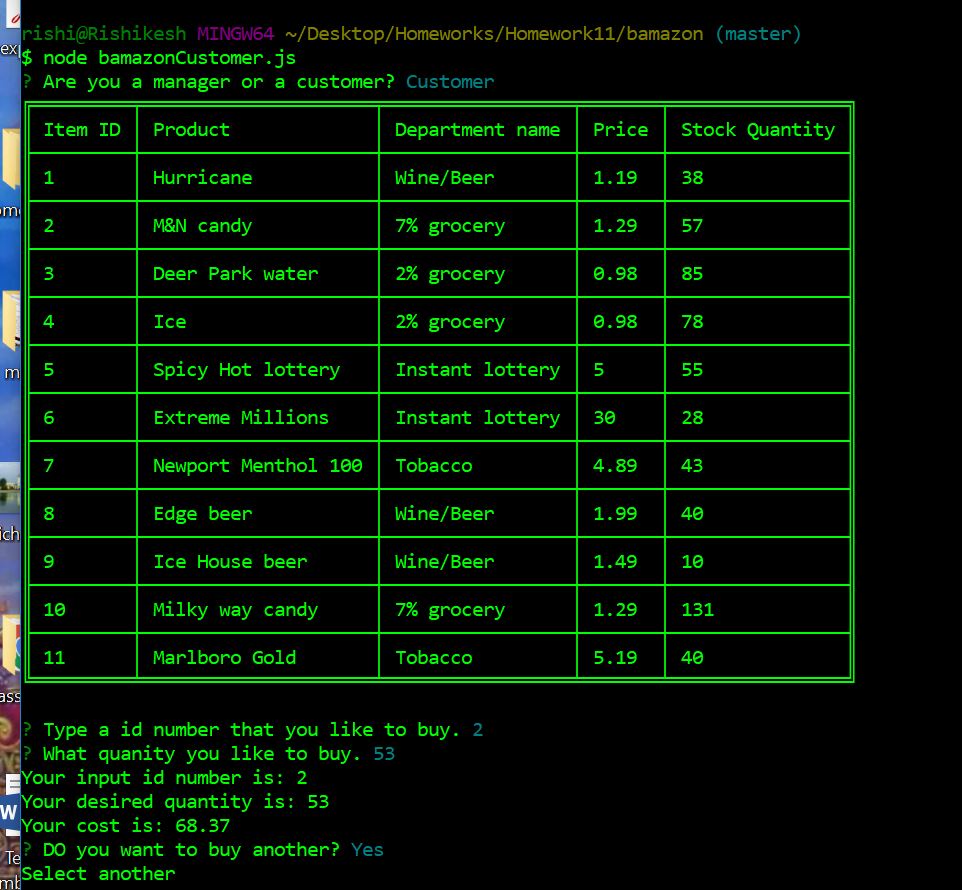 rishi@Rishikesh MINGW64 ~/Desktop/Homeworks/Homework11/bamazon (master)
$ node bamazonCustomer.js
? Are you a manager or a customer? Customer
Item ID Product Department name Price Stock Quantity
1 Hurricane Wine/Beer 1.19 38
2 M&N candy 7% grocery 1.29 57
3 Deer Park water 2% grocery 0.98 85
4 Ice 2% grocery 0.98 78
5 Spicy Hot lottery Instant lottery 5 55
6 Extreme Millions Instant lottery 30 28
7 Newport Menthol 100 Tobacco 4.89 43
8 Edge beer Wine/Beer 1.99 40
9 Ice House beer Wine/Beer 1.49 10
10 Milky way candy 7% grocery 1.29 131
11 Marlboro Gold Tobacco 5.19 40
? Type a id number that you like to buy. 2
? What quanity you like to buy. 53
Your input id number is: 2
Your desired quantity is: 53
Your cost is: 68.37
? DO you want to buy another? Yes
Select another